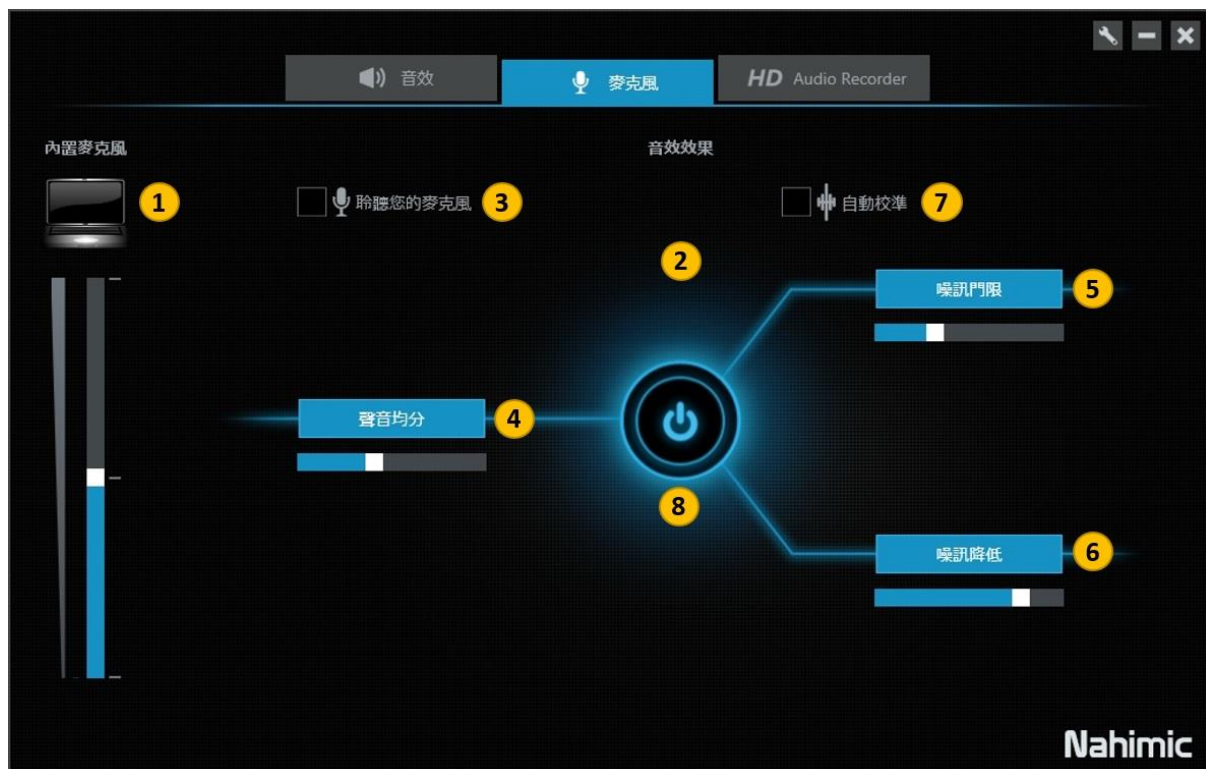 音效
麥克風
HD Audio Recorder
內置麥克風
音效效果
1
聆聽您的麥克風
3
自動校準
7
2
噪訊門限
5
聲音均分
4
8
噪訊降低
6
Nahimic